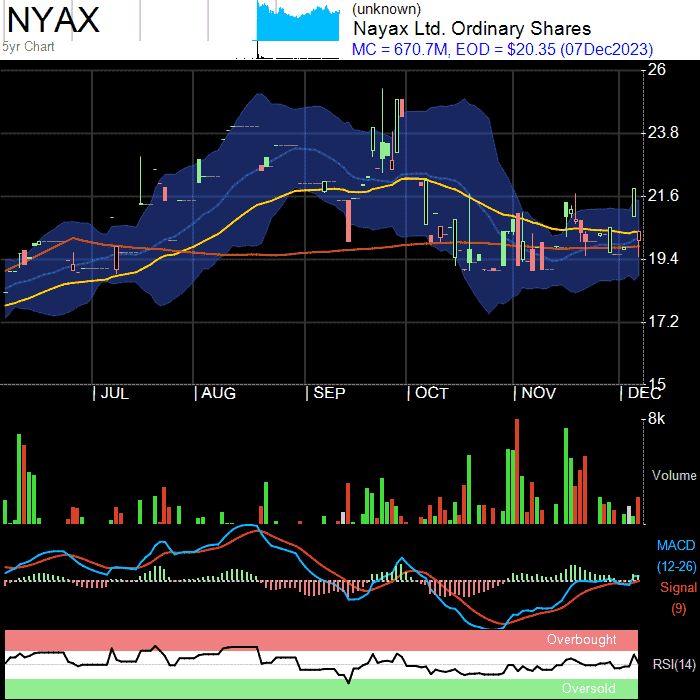 NYAX
5yr Chart
(unknown)
Nayax Ltd. Ordinary Shares
MC = 670.7M, EOD = $20.35 (07Dec2023)
26
23.8
21.6
19.4
17.2
15
| JUL | AUG | SEP | OCT | NOV | DEC
8k
Volume
MACD
(12-26)
Signal
(9)
Overbought
RSI(14)
Oversold